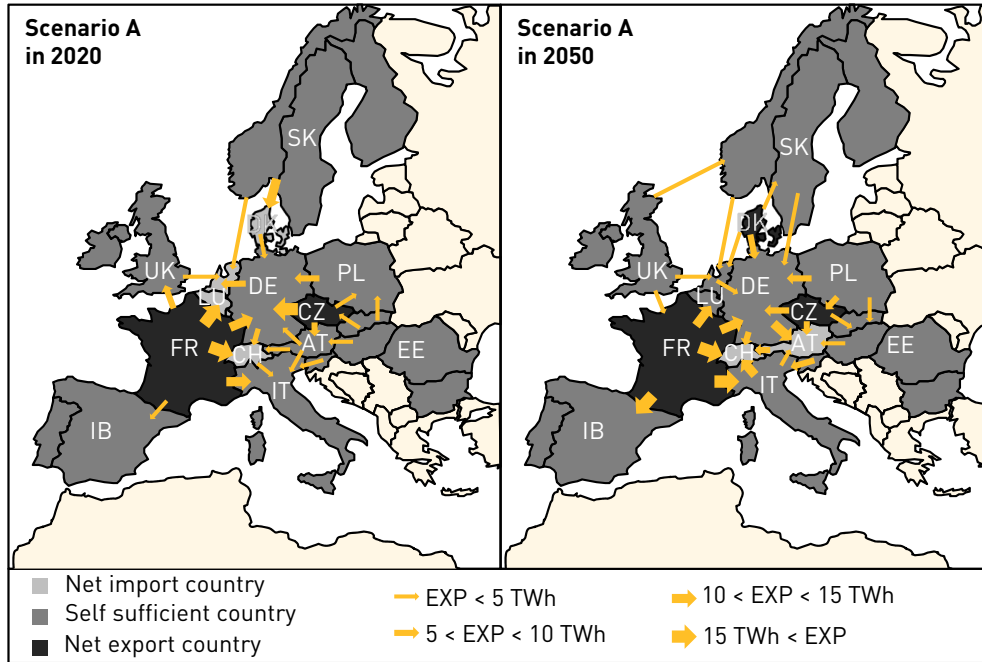 Scenario A
in 2020
SK
DK
UK
LU
DE
PL
CZ
FR
CH
AT
EE
IT
IB
Scenario A
in 2050
SK
DK
UK
LU
DE
PL
CZ
FR
CH
AT
EE
IT
IB
Net import country
Self sufficient country
Net export country
EXP < 5 TWh
5 < EXP < 10 TWh
10 < EXP < 15 TWh
15 TWh < EXP